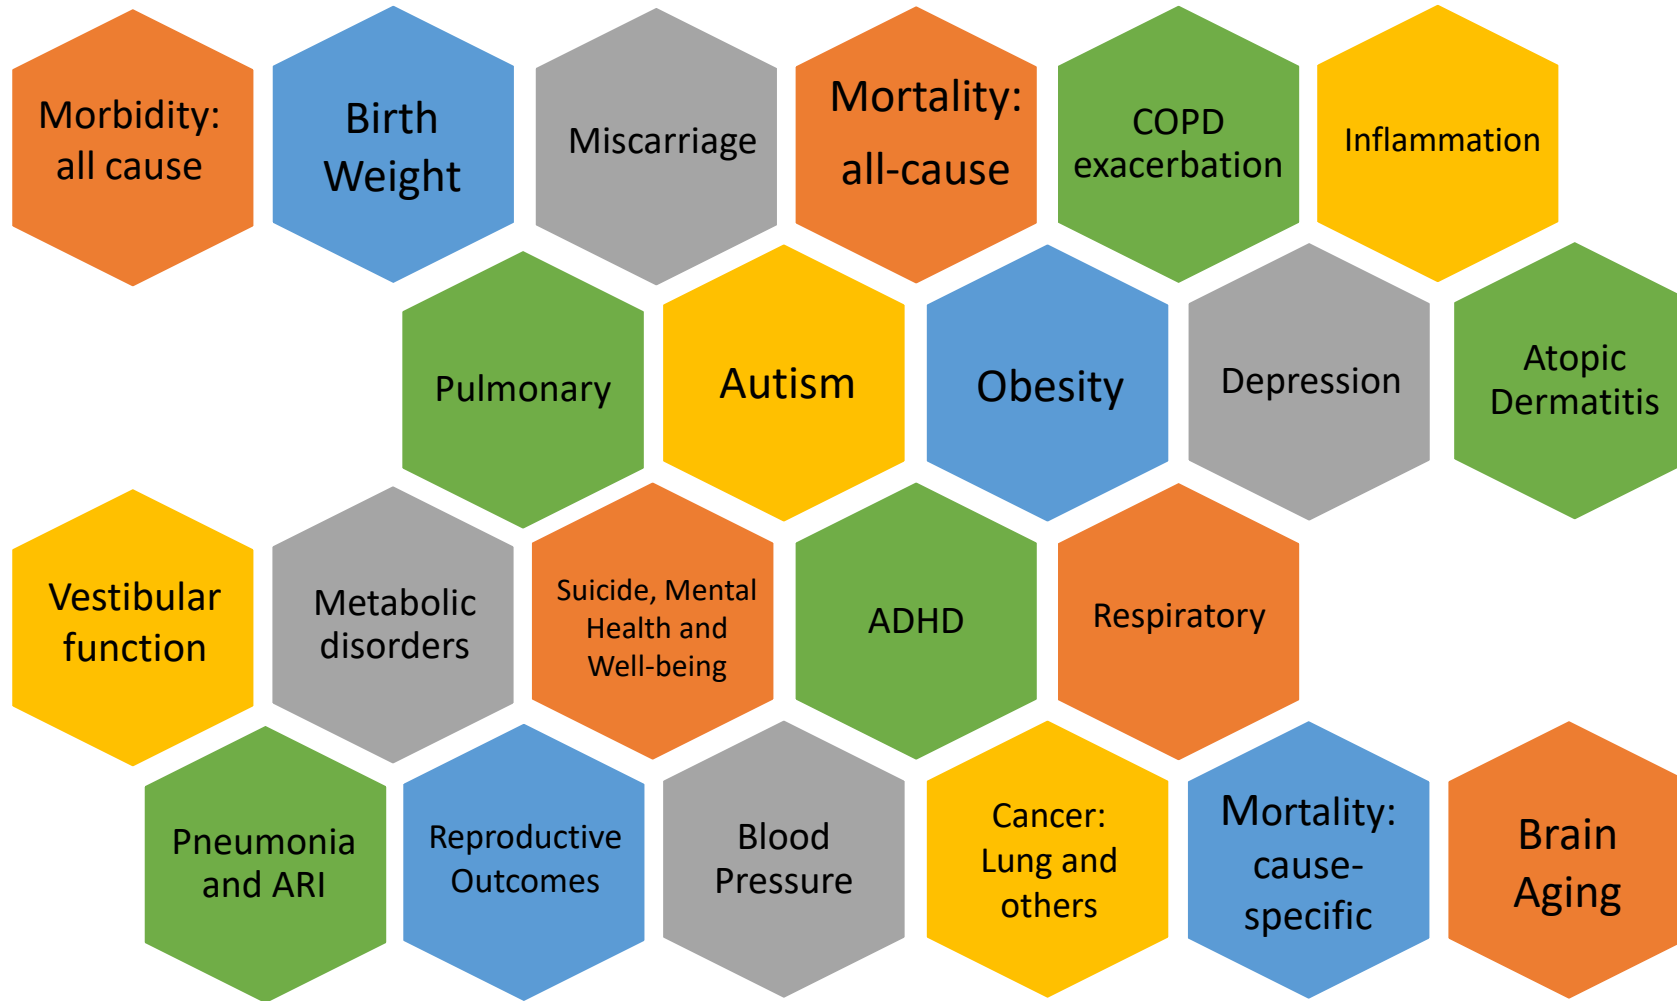 Morbidity:
all cause
Birth
Weight
Miscarriage
Mortality:
all-cause
COPD
exacerbation
Inflammation
Pulmonary
Autism
Obesity
Depression
Atopic
Dermatitis
Vestibular
function
Metabolic
disorders
Suicide, Mental
Health and
Well-being
ADHD
Respiratory
Pneumonia
and ARI
Reproductive
Outcomes
Blood
Pressure
Cancer:
Lung and
others
Mortality:
cause-
specific
Brain
Aging